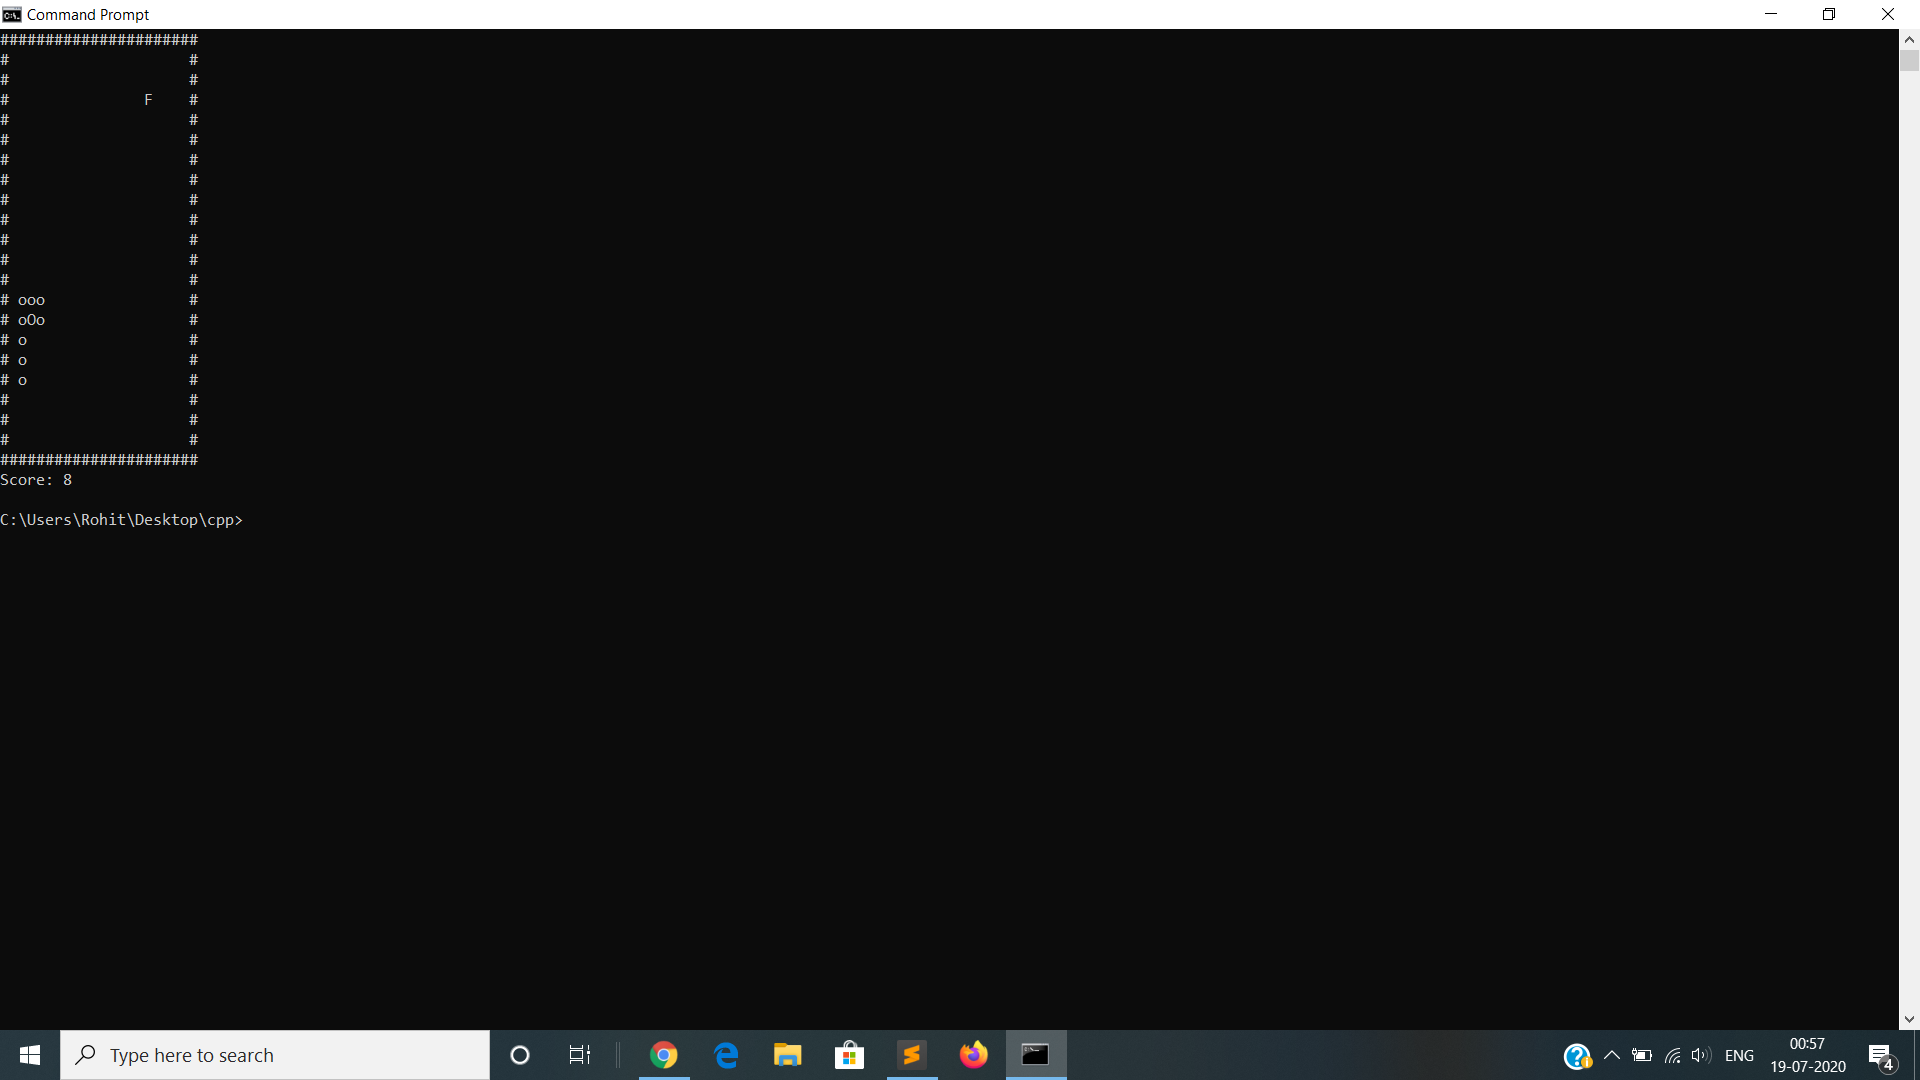 Command Prompt
######################
#                    #
#                    #
#               F    #
#                    #
#                    #
#                    #
#                    #
#                    #
#                    #
#                    #
#                    #
#                    #
# ooo                #
# oOo                #
# o                  #
# o                  #
# o                  #
#                    #
#                    #
#                    #
######################
Score: 8
C:\Users\Rohit\Desktop\cpp>
Type here to search
ENG
00:57
19-07-2020
4